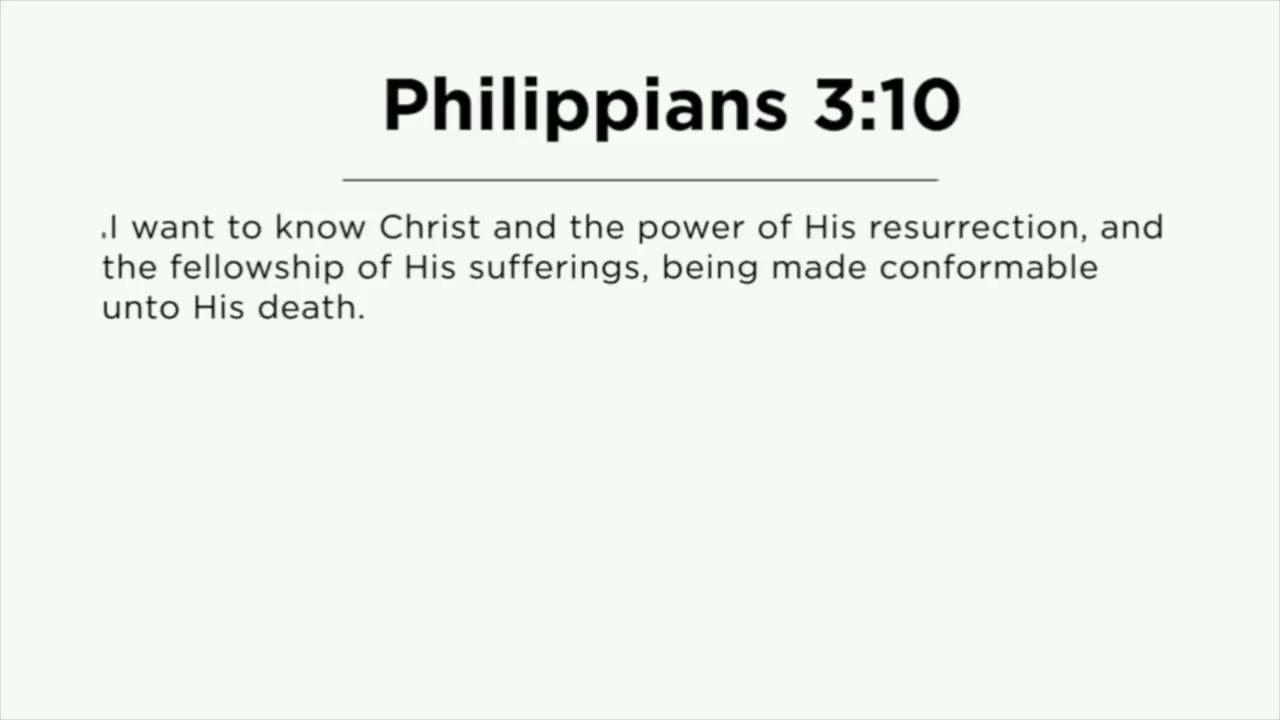 Philippians 3:10
.I want to know Christ and the power of His resurrection, and
the fellowship of His sufferings, being made conformable
unto His death.